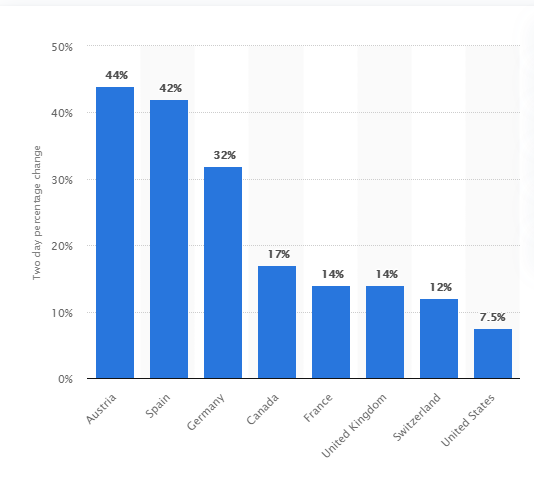 Two day percentage change
50%
40%
30%
20%
10%
0%
44%
42%
32%
17%
14%
14%
12%
7.5%
Austria
Spain
Germany
Canada
France
United Kingdom
Switzerland
United States